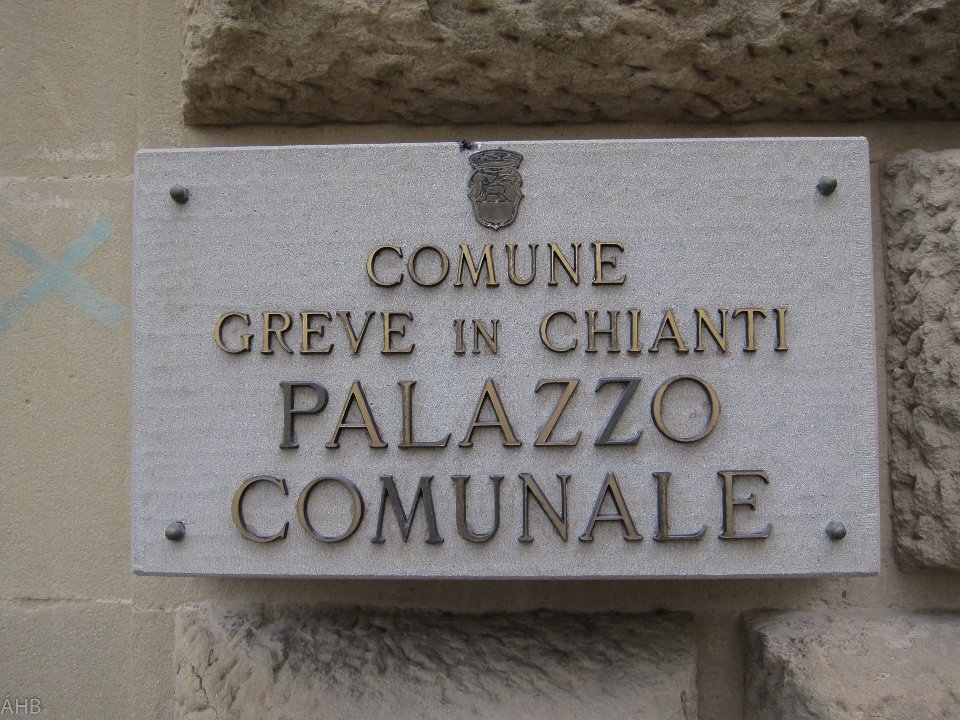 COMUNE
GREVE IN CHIANTI
PALAZZO
COMUNALE
ÁHB